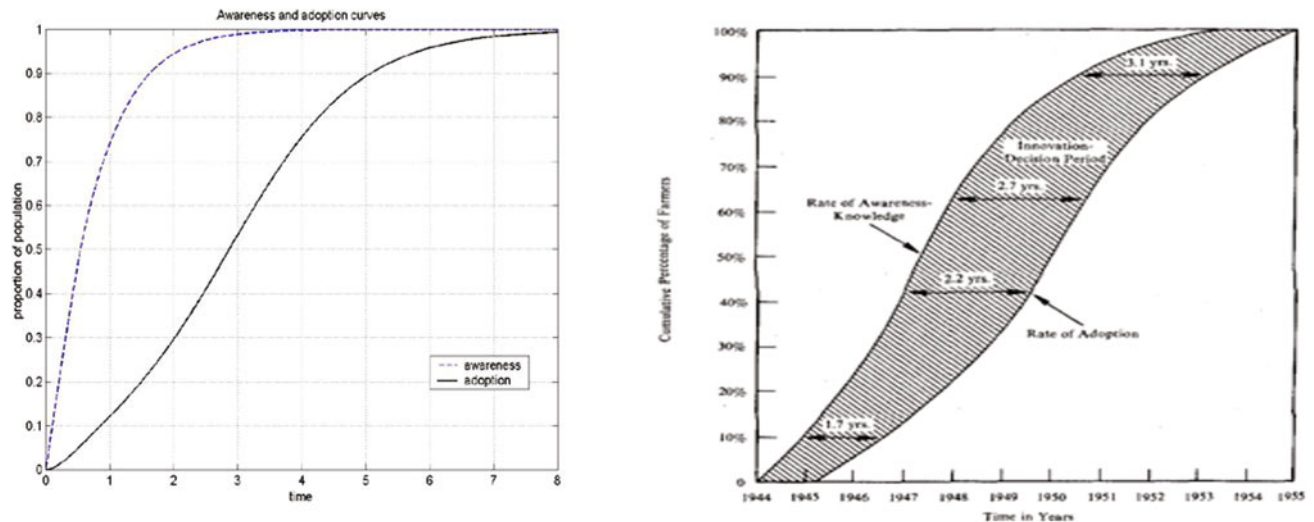 Awareness and adoption curves
proportion of population
1
0.9
0.8
0.7
0.6
0.5
0.4
0.3
0.2
0.1
0
0 1 2 3 4 5 6 7 8
time
awareness
adoption
Cumulative Percentage of Farmers
100%
90%
80%
70%
60%
50%
40%
30%
20%
10%
0
3.1 yrs.
Innovation-
Decision Period
2.7 yrs.
Rate of Awareness-
Knowledge
2.2 yrs.
Rate of Adoption
1.7 yrs.
1944 1945 1946 1947 1948 1949 1950 1951 1952 1953 1954 1955
Time in Years